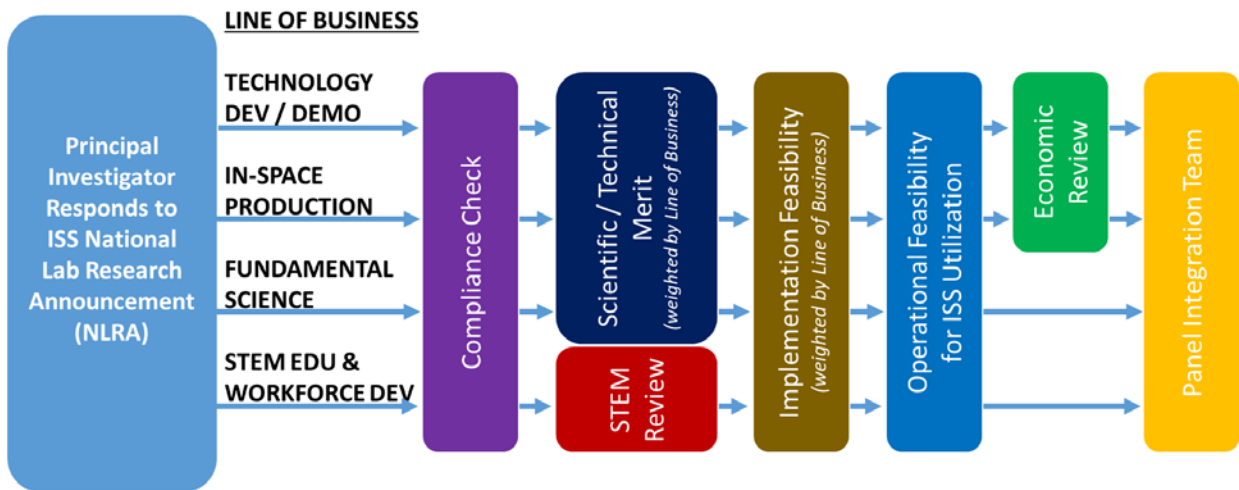 LINE OF BUSINESS
Principal
Investigator
Responds to
ISS National
Lab Research
Announcement
(NLRA)
TECHNOLOGY
DEV / DEMO
IN-SPACE
PRODUCTION
FUNDAMENTAL
SCIENCE
STEM EDU &
WORKFORCE DEV
Compliance Check
Scientific / Technical
Merit
(weighted by Line of Business)
STEM
Review
Implementation Feasibility
(weighted by Line of Business)
Operational Feasibility
for ISS Utilization
Economic
Review
Panel Integration Team